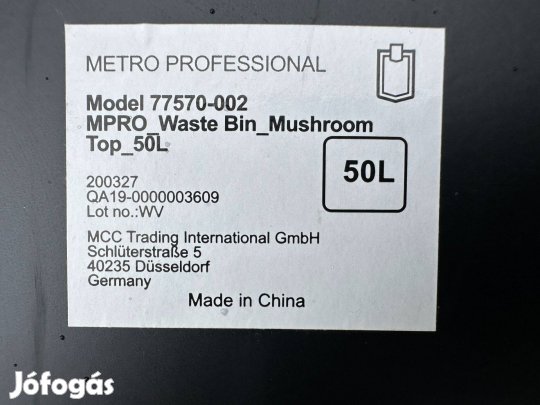 METRO PROFESSIONAL
Model 77570-002
MPRO_Waste Bin_Mushroom
Top_50L
50L
200327
QA19-0000003609
Lot no.:WV
MCC Trading International GmbH
Schlüterstraße 5
40235 Düsseldorf
Germany
Made in China
Jófogás